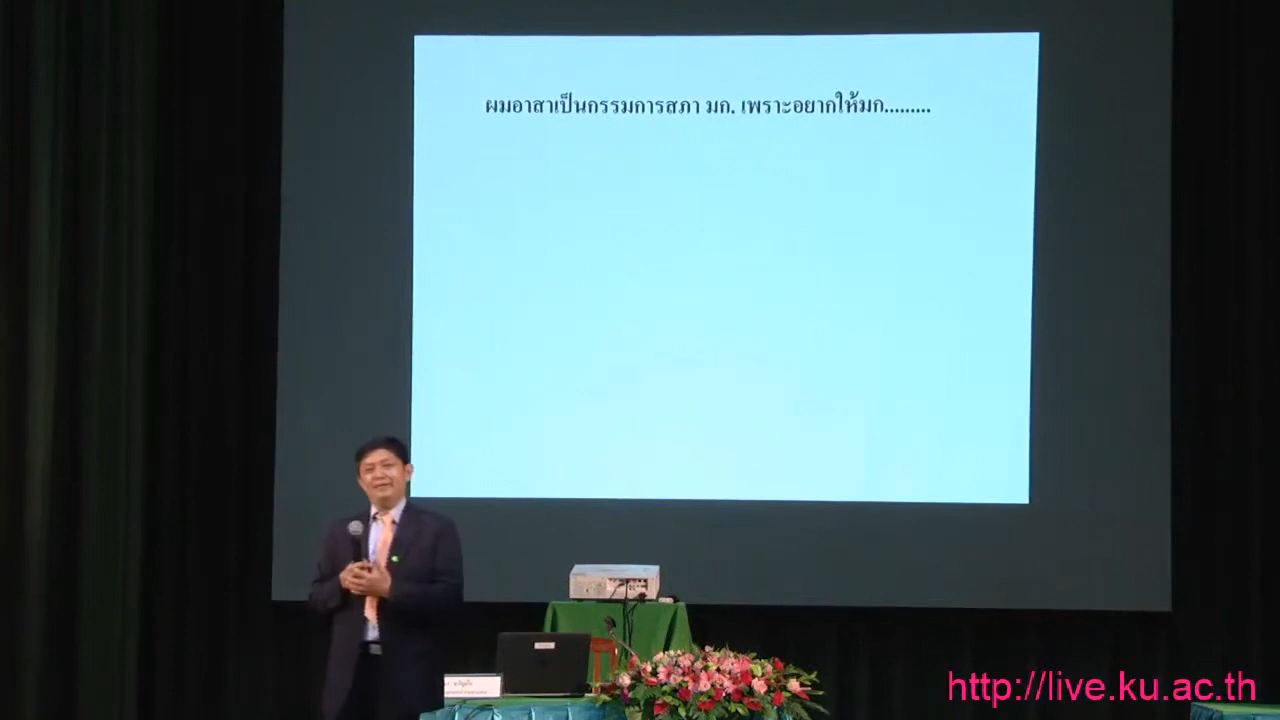 ผมอาสาเป็นกรรมการสภา มก. เพราะอยากให้มก.........
http://live.ku.ac.th